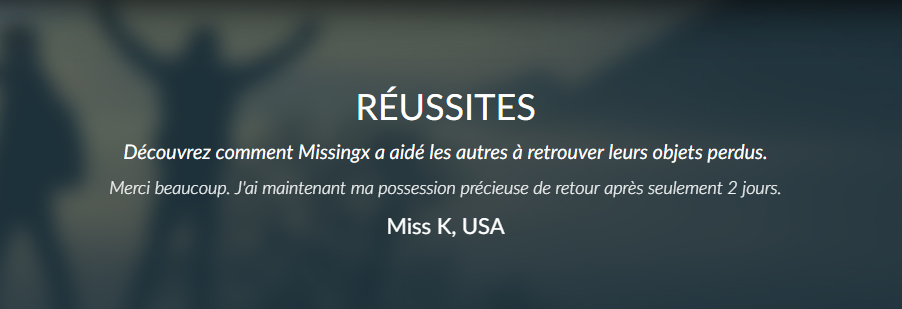 RÉUSSITES
Découvrez comment Missingx a aidé les autres à retrouver leurs objets perdus.
Merci beaucoup. J'ai maintenant ma possession précieuse de retour après seulement 2 jours.
Miss K, USA